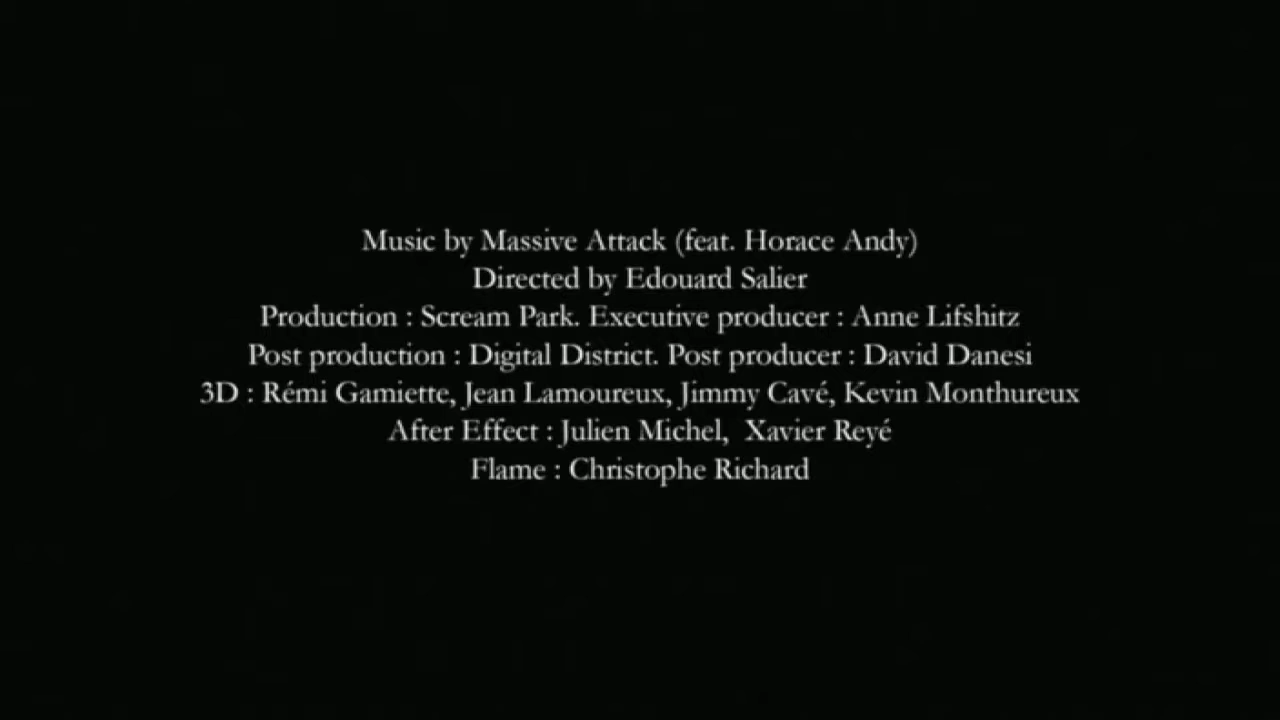 Music by Massive Attack (feat. Horace Andy)
Directed by Edouard Salier
Production : Scream Park. Executive producer : Anne Lifshitz
Post production : Digital District. Post producer : David Danesi
3D : Rémi Gamiette, Jean Lamoureux, Jimmy Cavé, Kevin Monthureux
After Effect : Julien Michel,  Xavier Reyé
Flame : Christophe Richard